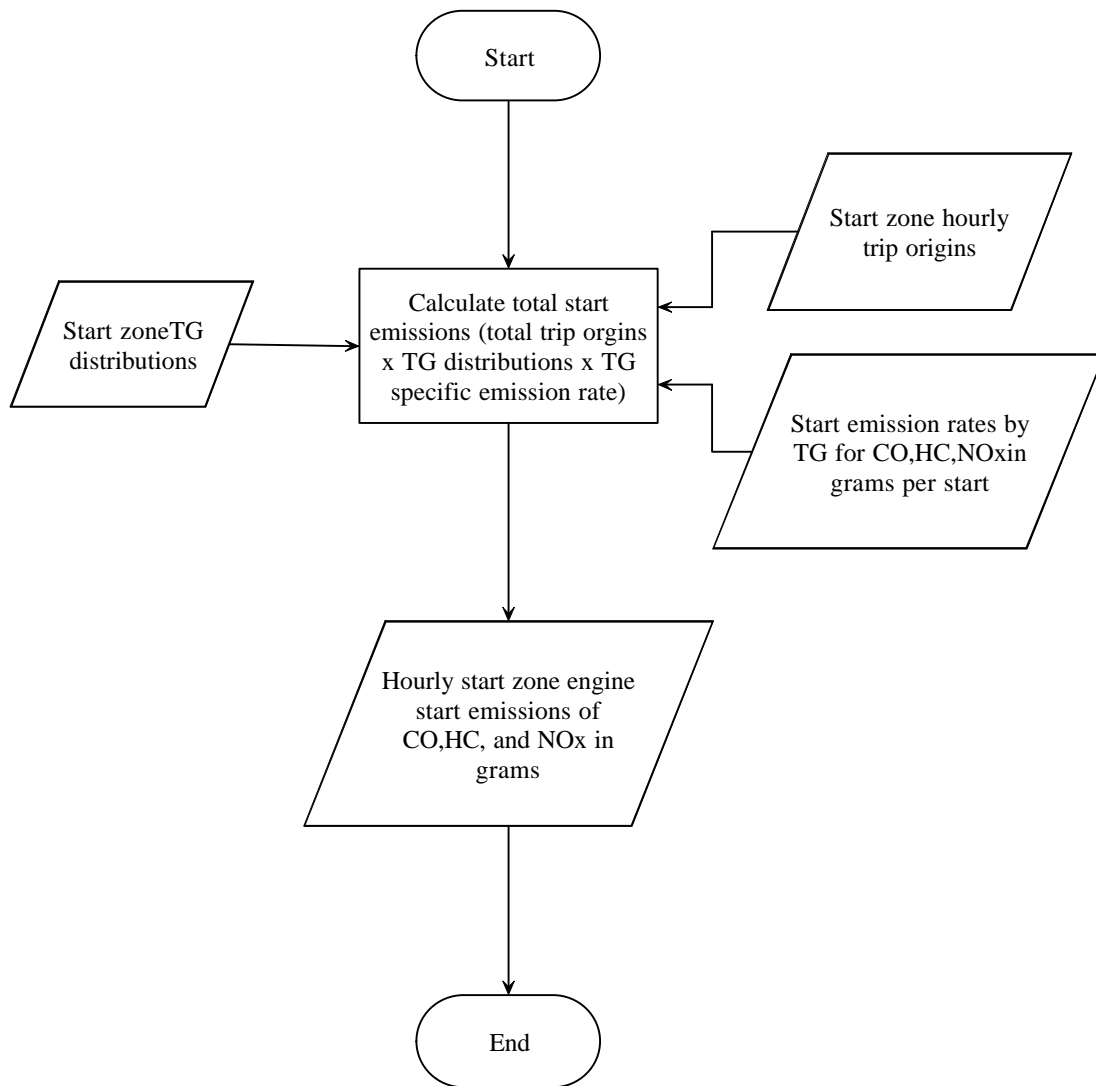 Start
Start zone hourly
trip origins
Calculate total start
emissions (total trip orgins
x TG distributions x TG
specific emission rate)
Start zoneTG
distributions
Start emission rates by
TG for CO,HC,NOxin
grams per start
Hourly start zone engine
start emissions of
CO,HC, and NOx in
grams
End